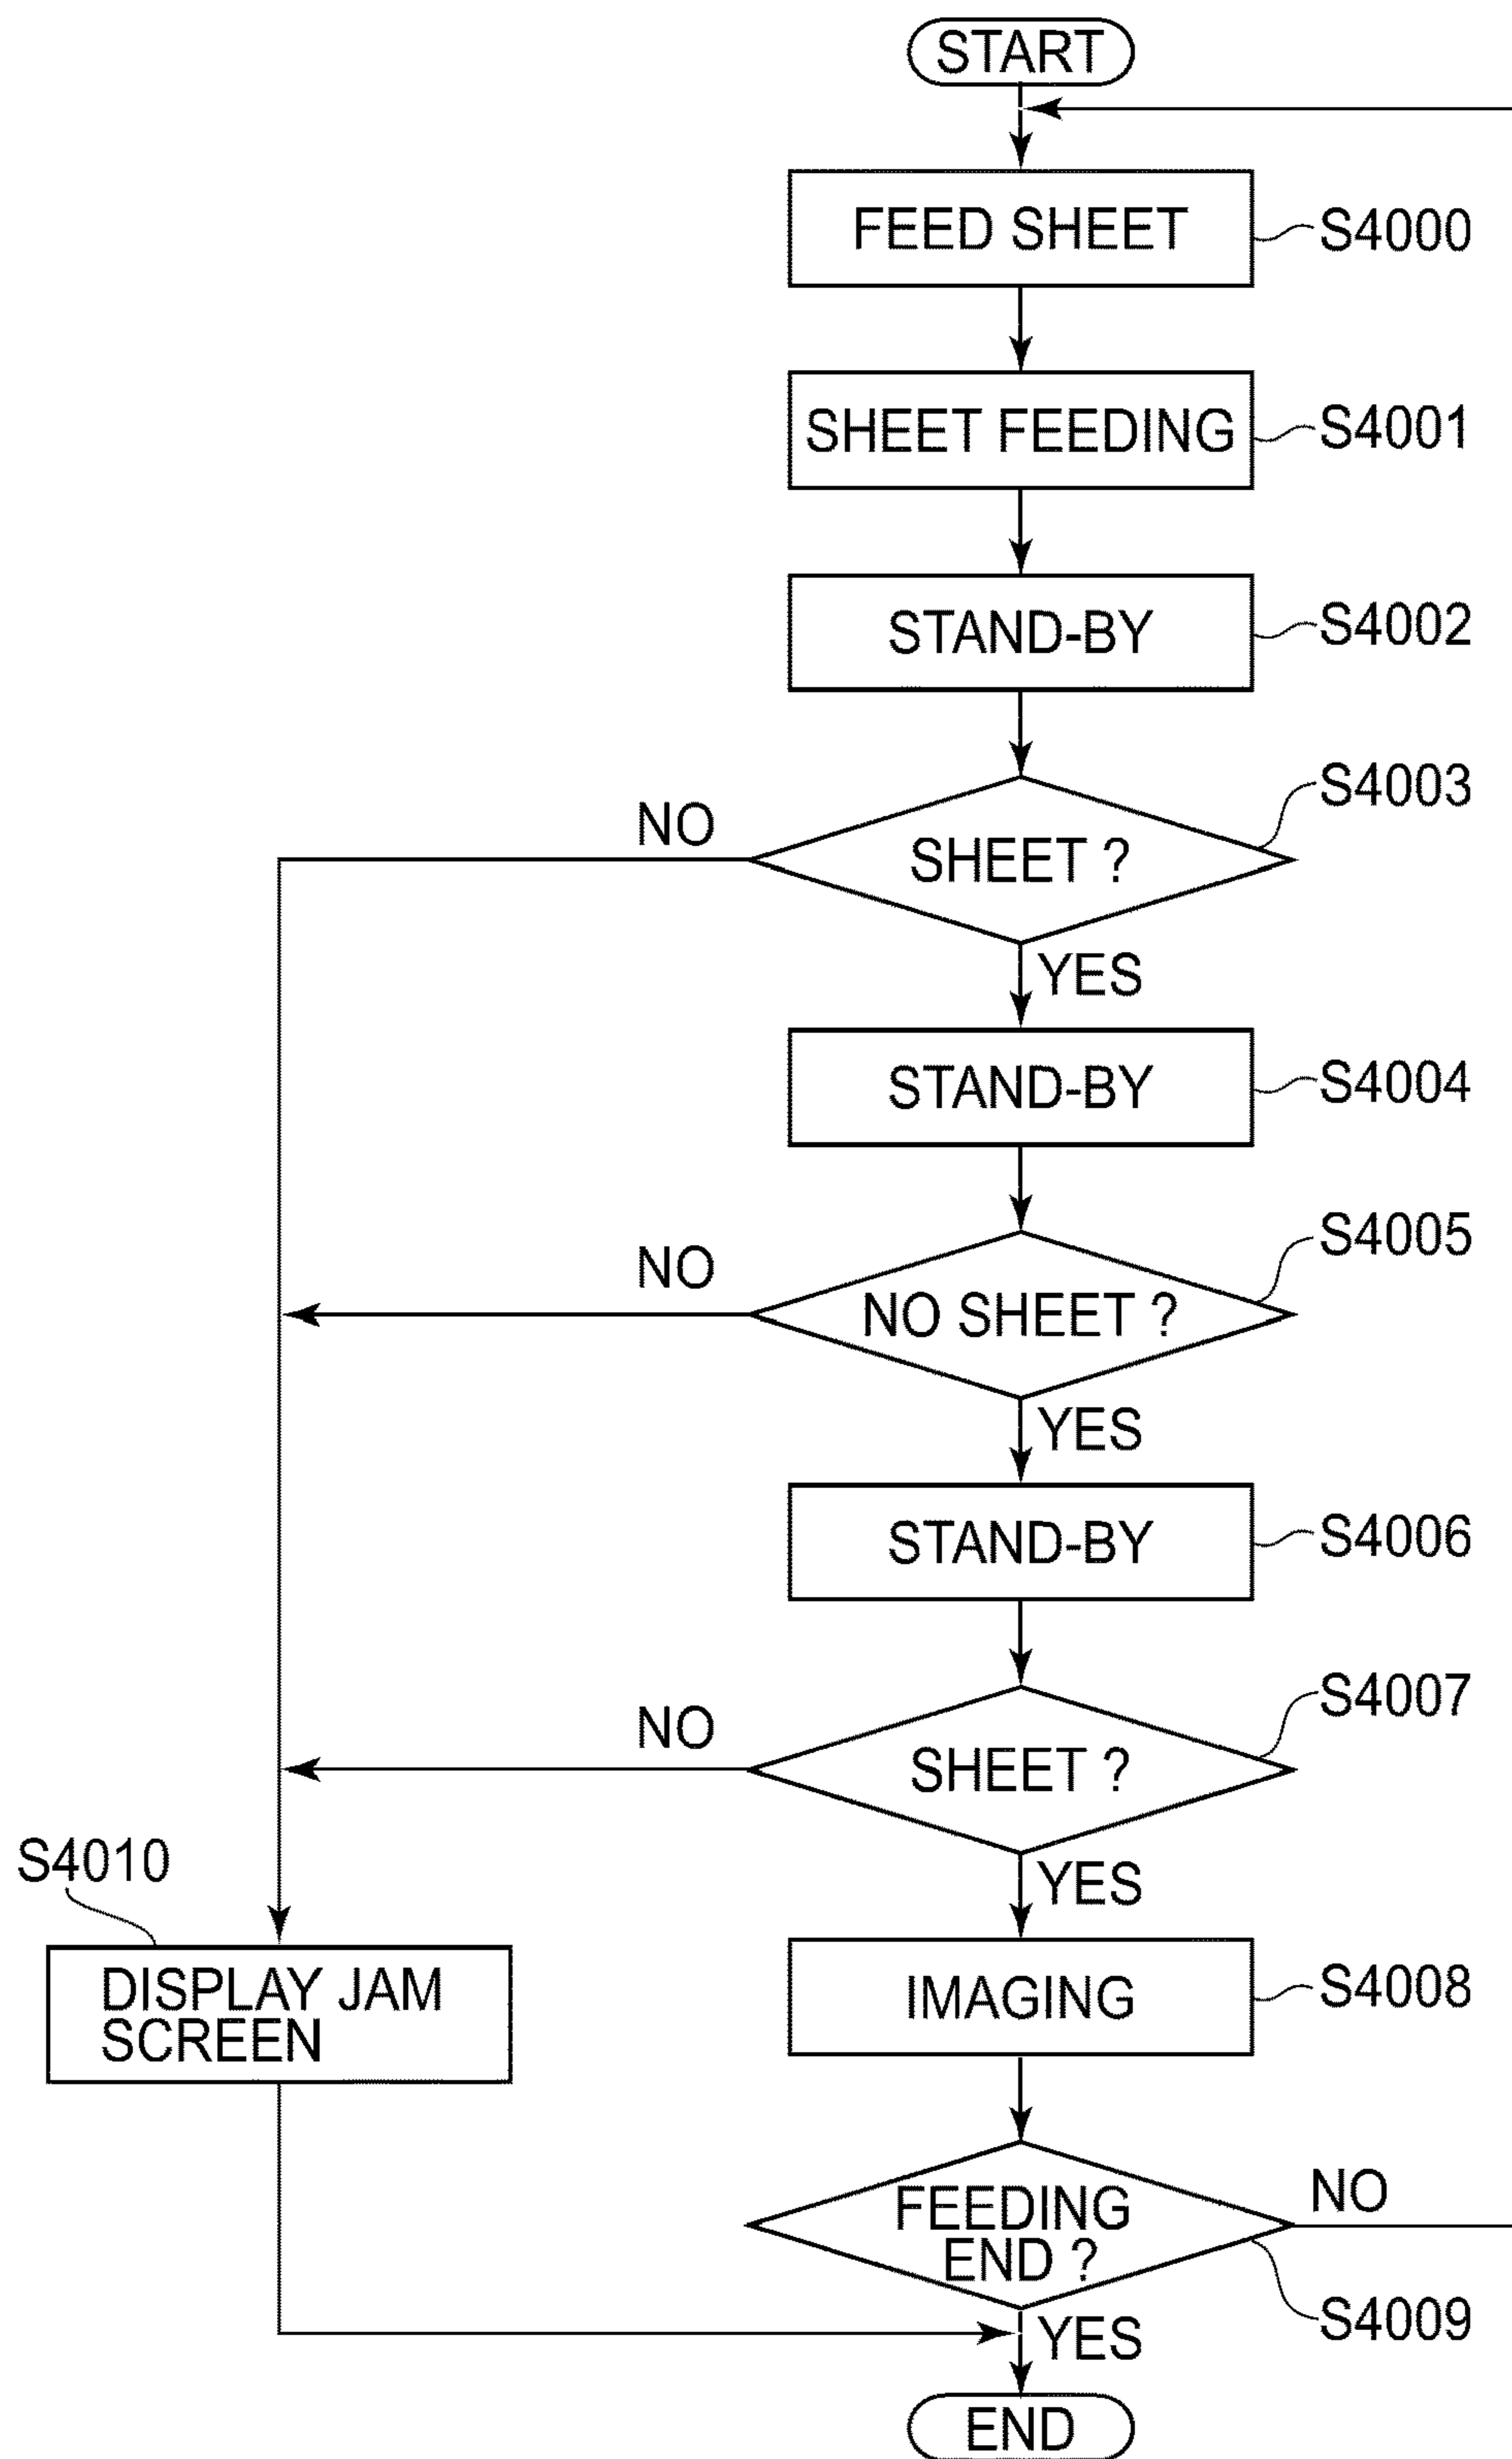 START
FEED SHEET
S4000
SHEET FEEDING
S4001
STAND-BY
S4002
S4003
NO
SHEET ?
YES
STAND-BY
S4004
S4005
NO
NO SHEET ?
YES
STAND-BY
S4006
S4007
NO
SHEET ?
S4010
YES
DISPLAY JAM
SCREEN
IMAGING
S4008
NO
FEEDING
END ?
S4009
YES
END